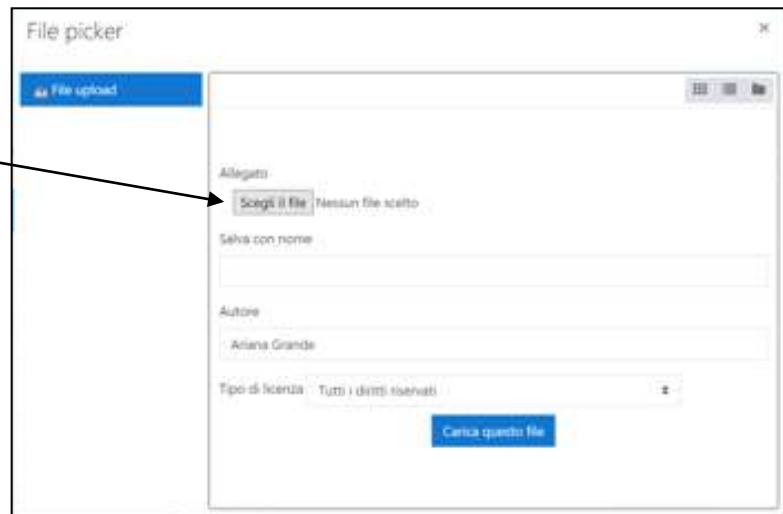 File picker
×
File upload
Allegato
Scegli il file Nessun file scelto
Salva con nome
Autore
Ariana Grande
Tipo di licenza Tutti i diritti riservati
Carica questo file